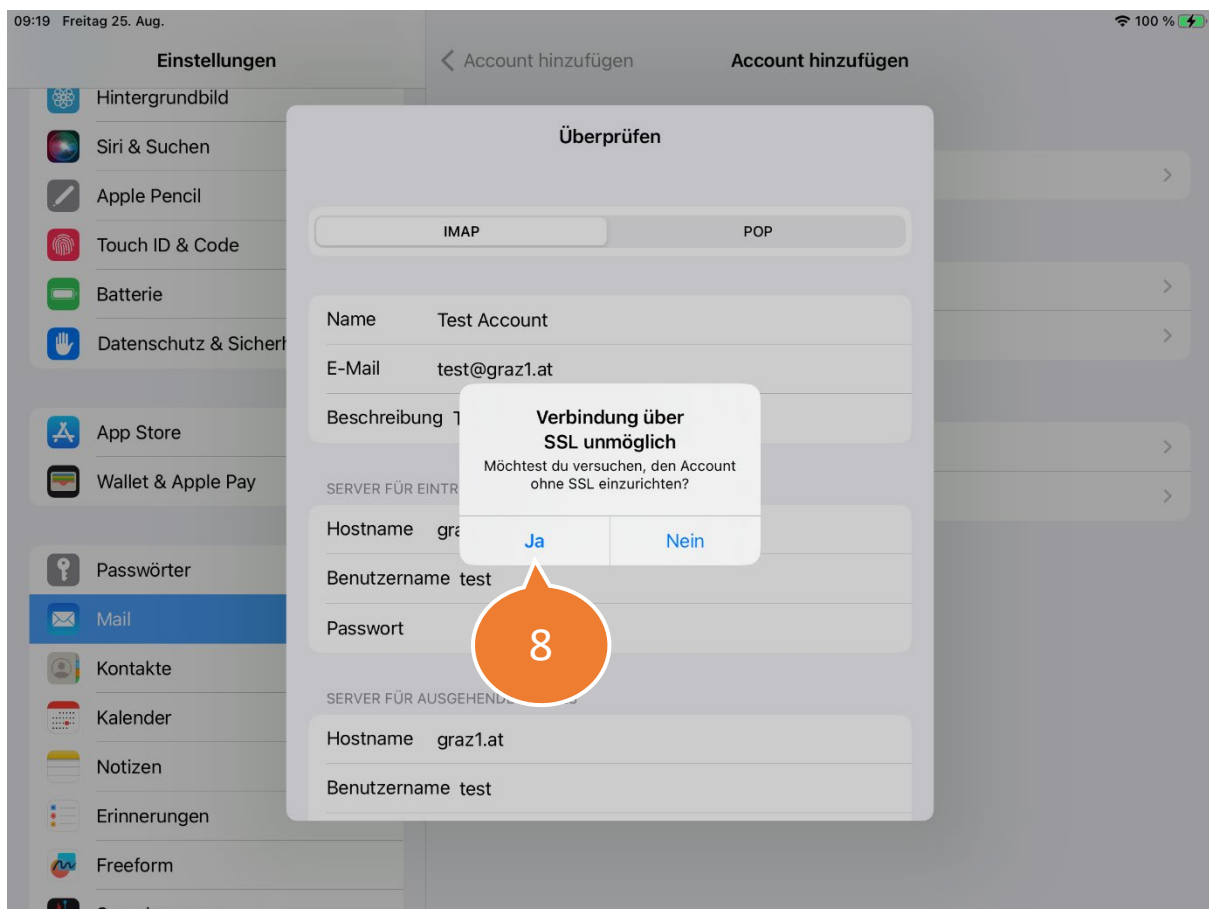 09:19 Freitag 25. Aug.
100 %
Einstellungen
Account hinzufügen
Account hinzufügen
Hintergrundbild
Siri & Suchen
Apple Pencil
Touch ID & Code
Batterie
Datenschutz & Sicherh
App Store
Wallet & Apple Pay
Passwörter
Mail
Kontakte
Kalender
Notizen
Erinnerungen
Freeform
Überprüfen
IMAP
POP
Name Test Account
E-Mail test@graz1.at
Beschreibung
SERVER FÜR EINTR
Hostname gra
Benutzername test
Passwort
SERVER FÜR AUSGEHENDE
Hostname graz1.at
Benutzername test
Verbindung über
SSL unmöglich
Möchtest du versuchen, den Account
ohne SSL einzurichten?
Ja
Nein
8